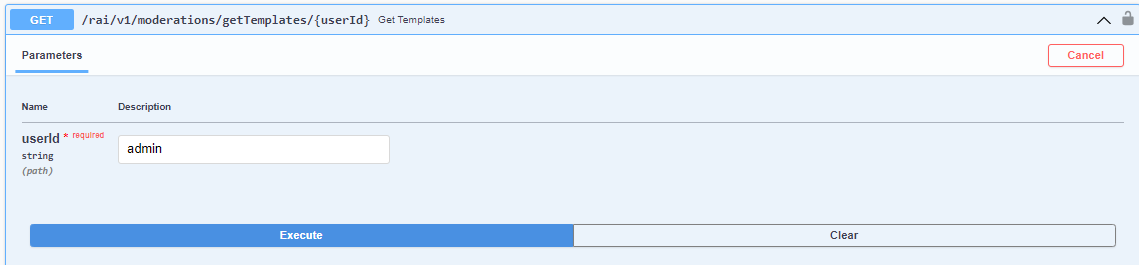 GET /rai/v1/moderations/getTemplates/{userId} Get Templates
Parameters Cancel
Name Description
userId * required
string
(path)
admin
Execute Clear